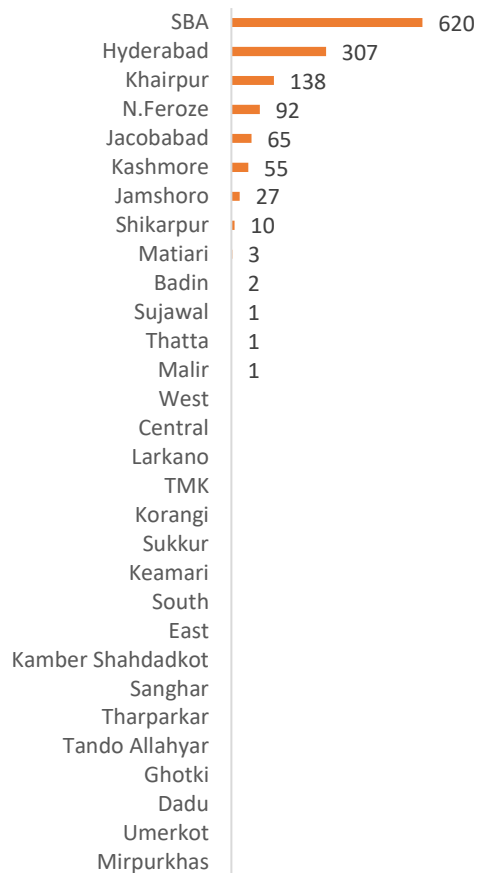 SBA 620
Hyderabad 307
Khairpur 138
N.Feroze 92
Jacobabad 65
Kashmore 55
Jamshoro 27
Shikarpur 10
Matiari 3
Badin 2
Sujawal 1
Thatta 1
Malir 1
West
Central
Larkano
TMK
Korangi
Sukkur
Keamari
South
East
Kamber Shahdadkot
Sanghar
Tharparkar
Tando Allahyar
Ghotki
Dadu
Umerkot
Mirpurkhas